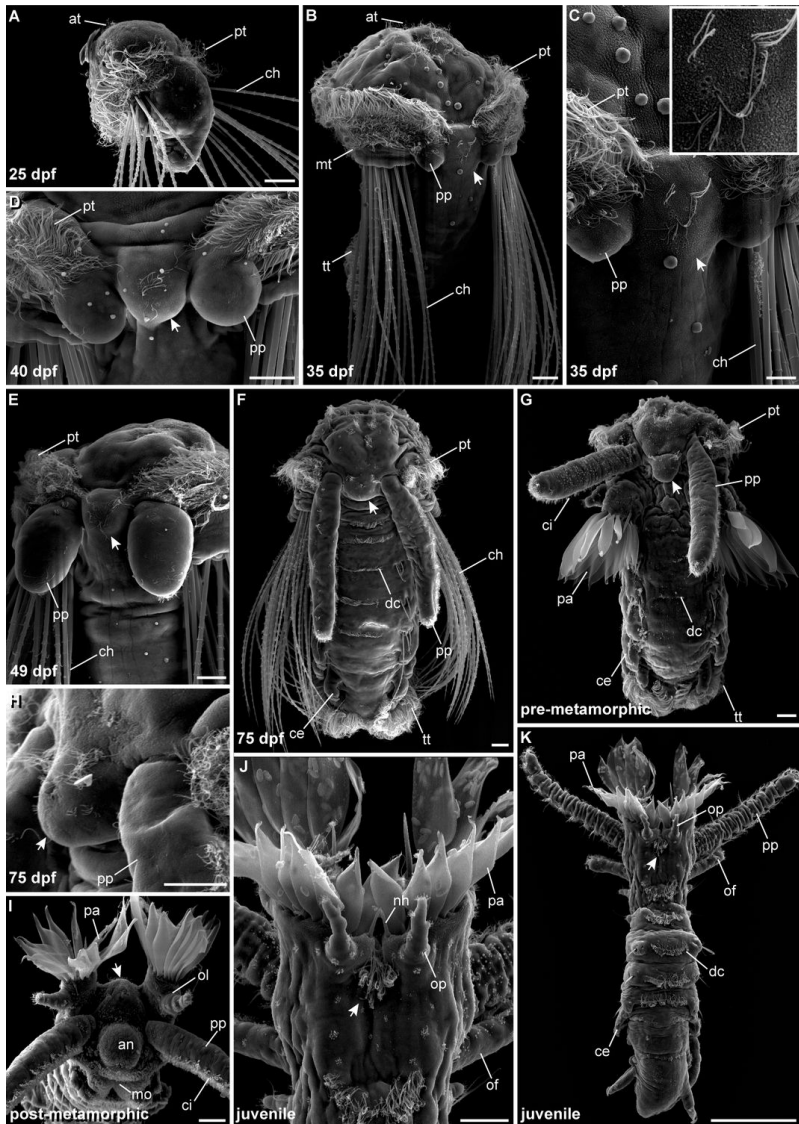 A
at
pt
ch
25 dpf
B
at
pt
mt
pp
tt
ch
35 dpf
C
pt
pp
ch
35 dpf
D
pt
pp
40 dpf
E
pt
pp
ch
49 dpf
F
pt
ch
dc
pp
ce
tt
75 dpf
G
pt
pp
ci
pa
dc
ce
tt
pre-metamorphic
H
pp
75 dpf
I
pa
ol
pp
an
mo
ci
post-metamorphic
J
pa
nh
op
of
juvenile
K
pa
op
pp
of
dc
ce
juvenile